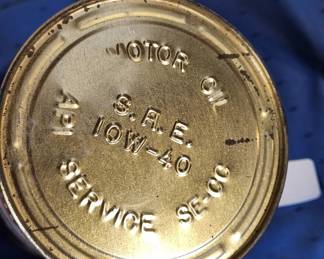 MOTOR OIL
S.A.E.
10W-40
API SERVICE SE-CC